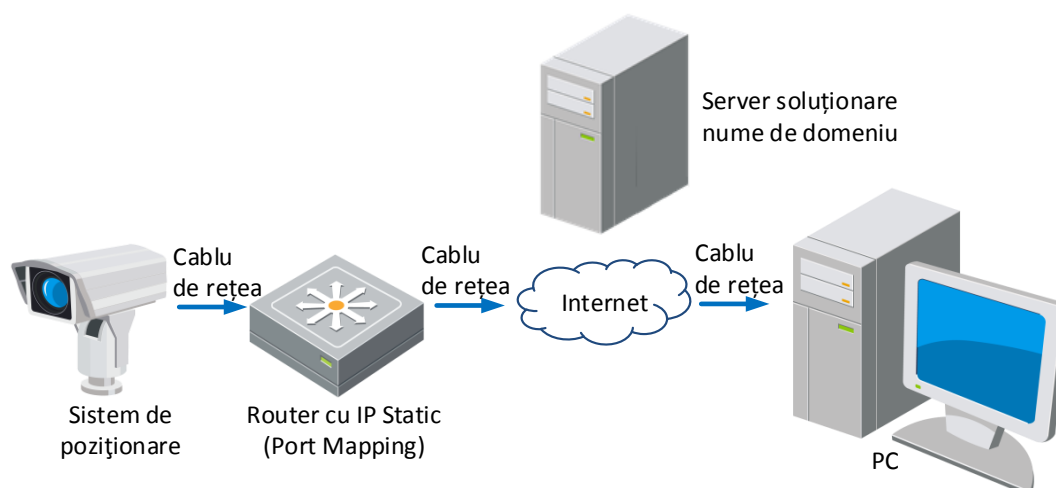 Server soluționare
nume de domeniu
Cablu
de rețea
Cablu
de rețea
Cablu
de rețea
Internet
Sistem de
poziţionare
Router cu IP Static
(Port Mapping)
PC